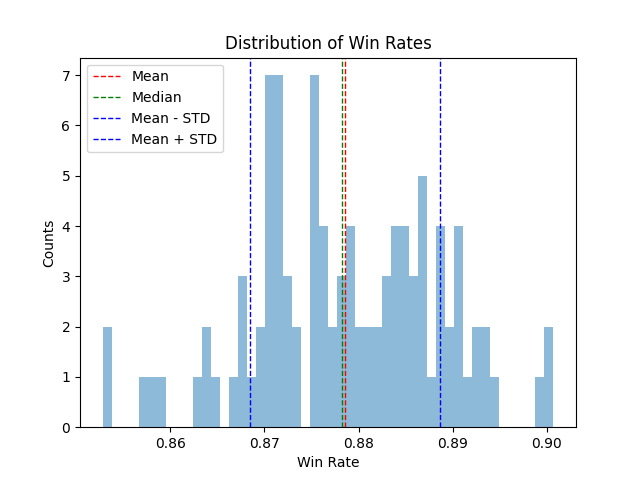 Distribution of Win Rates
Mean
Median
Mean - STD
Mean + STD
7
6
5
4
3
2
1
0
Counts
0.86 0.87 0.88 0.89 0.90
Win Rate